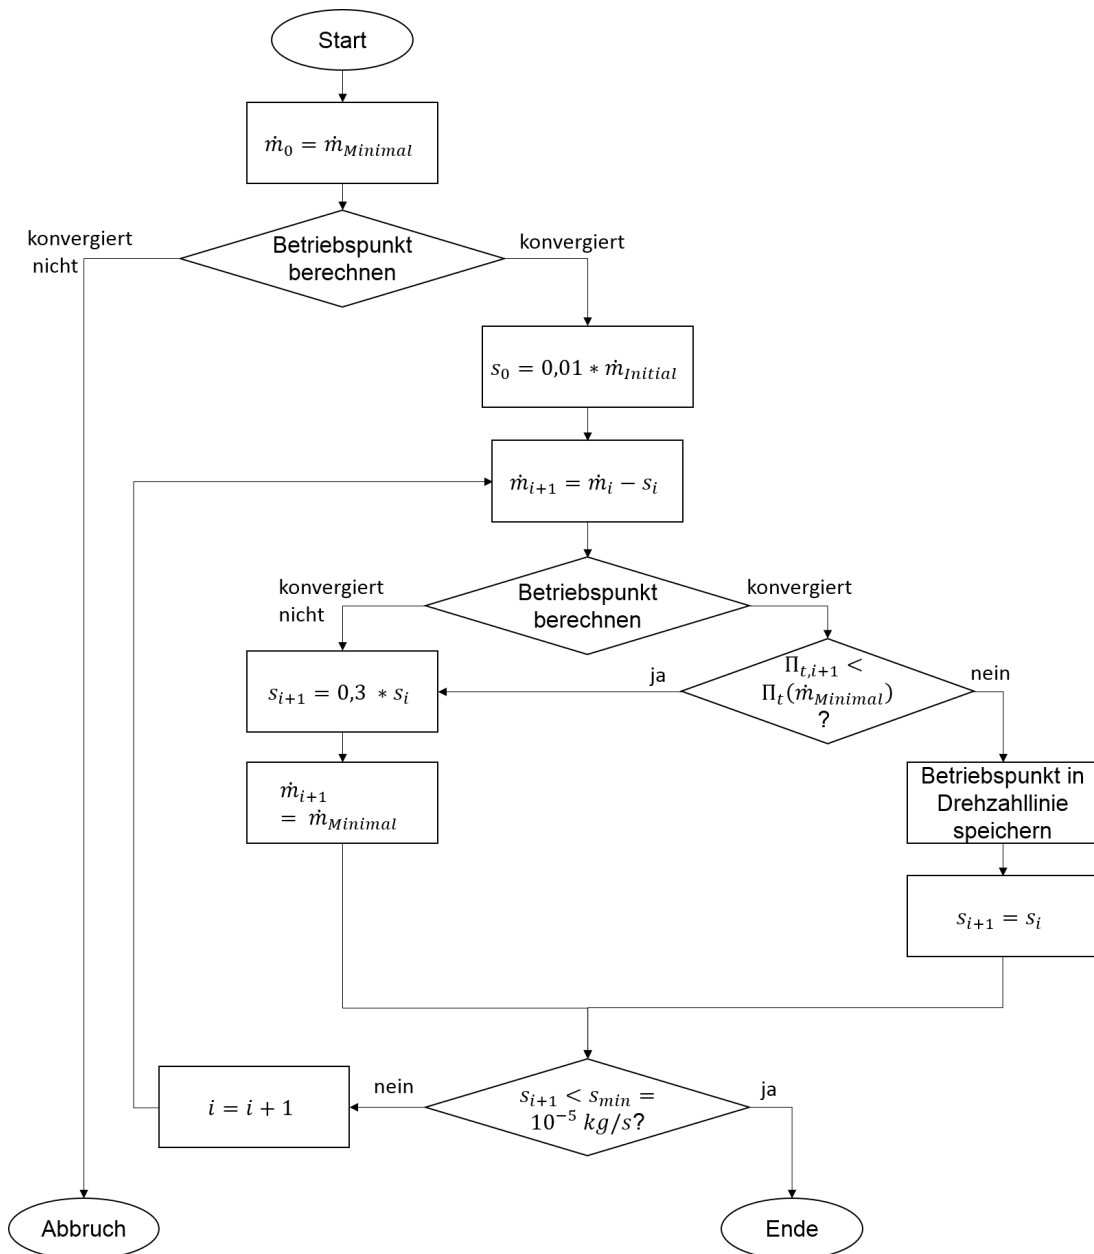 Start
ṁ₀ = ṁ_Minimal
konvergiert
nicht
Betriebspunkt
berechnen
konvergiert
s₀ = 0,01 * ṁ_Initial
ṁ_{i+1} = ṁ_i − s_i
konvergiert
nicht
Betriebspunkt
berechnen
konvergiert
s_{i+1} = 0,3 * s_i
ja
Π_{t,i+1} <
Π_t(ṁ_Minimal)
?
nein
ṁ_{i+1}
= ṁ_Minimal
Betriebspunkt in
Drehzahllinie
speichern
s_{i+1} = s_i
i = i + 1
nein
s_{i+1} < s_min =
10⁻⁵ kg/s?
ja
Abbruch
Ende